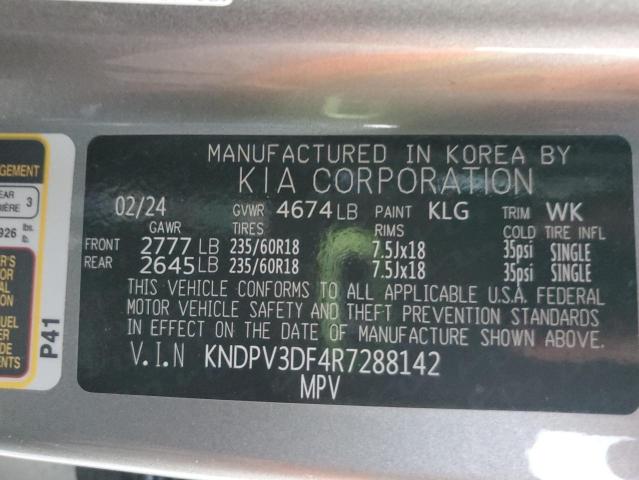 MANUFACTURED IN KOREA BY
KIA CORPORATION
02/24 GVWR 4674 LB PAINT KLG TRIM WK
GAWR TIRES RIMS COLD TIRE INFL
FRONT 2777 LB 235/60R18 7.5Jx18 35psi SINGLE
REAR 2645 LB 235/60R18 7.5Jx18 35psi SINGLE
THIS VEHICLE CONFORMS TO ALL APPLICABLE U.S.A. FEDERAL
MOTOR VEHICLE SAFETY AND THEFT PREVENTION STANDARDS
IN EFFECT ON THE DATE OF MANUFACTURE SHOWN ABOVE.
V.I.N KNDPV3DF4R7288142
MPV
P41
3
lbs.
kg